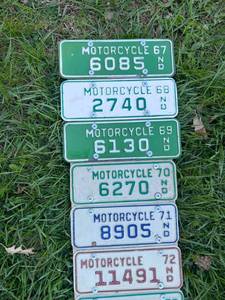 MOTORCYCLE 67
6085 ND
MOTORCYCLE 68
2740 ND
MOTORCYCLE 69
6130 ND
MOTORCYCLE 70
6270 ND
MOTORCYCLE 71
8905 ND
MOTORCYCLE 72
11491 ND